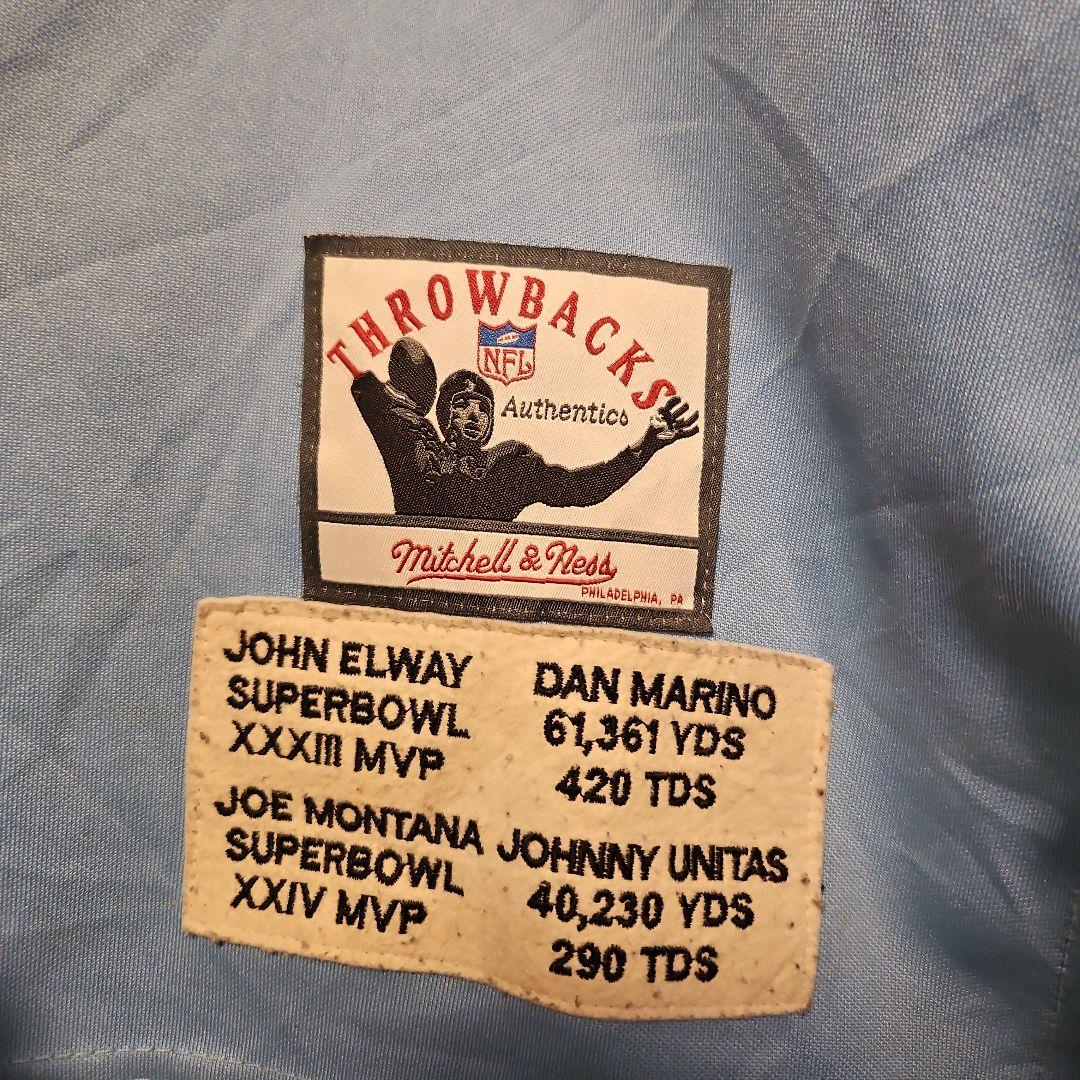 THROWBACKS
NFL
Authentics
Mitchell & Ness
PHILADELPHIA, PA
JOHN ELWAY
SUPERBOWL
XXXIII MVP
JOE MONTANA
SUPERBOWL
XXIV MVP
DAN MARINO
61,361 YDS
420 TDS
JOHNNY UNITAS
40,230 YDS
290 TDS